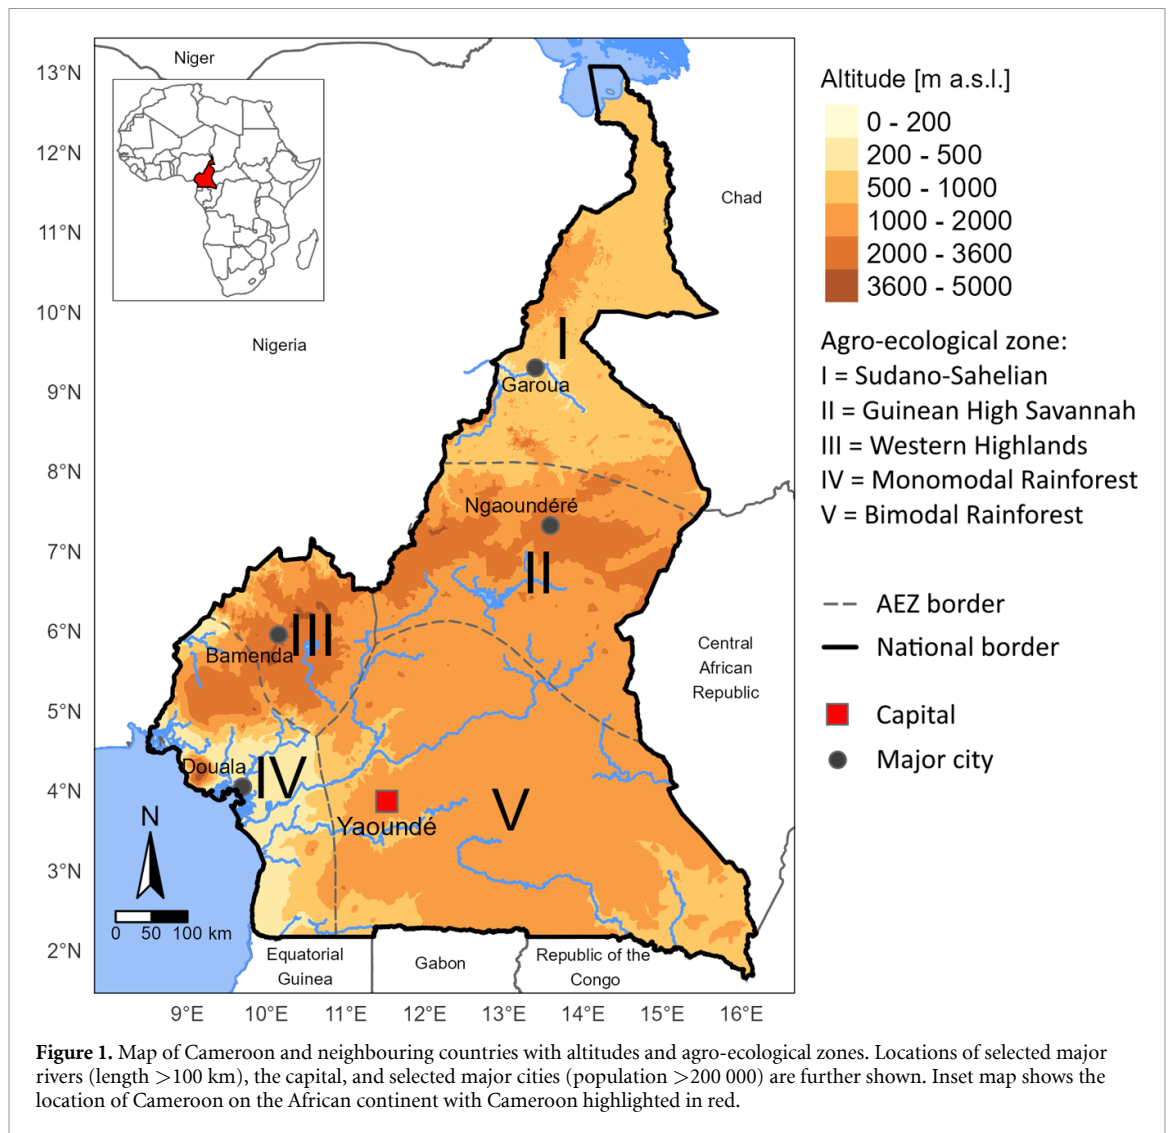 Niger
Chad
Nigeria
Central
African
Republic
Equatorial
Guinea
Gabon
Republic of the
Congo
13°N
12°N
11°N
10°N
9°N
8°N
7°N
6°N
5°N
4°N
3°N
2°N
9°E
10°E
11°E
12°E
13°E
14°E
15°E
16°E
I
Garoua
Ngaoundéré
II
III
Bamenda
Douala
IV
V
Yaoundé
N
0 50 100 km
Altitude [m a.s.l.]
0 - 200
200 - 500
500 - 1000
1000 - 2000
2000 - 3600
3600 - 5000
Agro-ecological zone:
I = Sudano-Sahelian
II = Guinean High Savannah
III = Western Highlands
IV = Monomodal Rainforest
V = Bimodal Rainforest
AEZ border
National border
Capital
Major city
Figure 1. Map of Cameroon and neighbouring countries with altitudes and agro-ecological zones. Locations of selected major
rivers (length >100 km), the capital, and selected major cities (population >200 000) are further shown. Inset map shows the
location of Cameroon on the African continent with Cameroon highlighted in red.